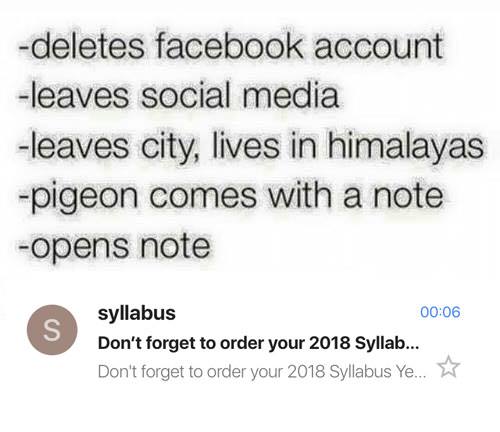 -deletes facebook account
-leaves social media
-leaves city, lives in himalayas
-pigeon comes with a note
-opens note
S
syllabus 00:06
Don't forget to order your 2018 Syllab...
Don't forget to order your 2018 Syllabus Ye...